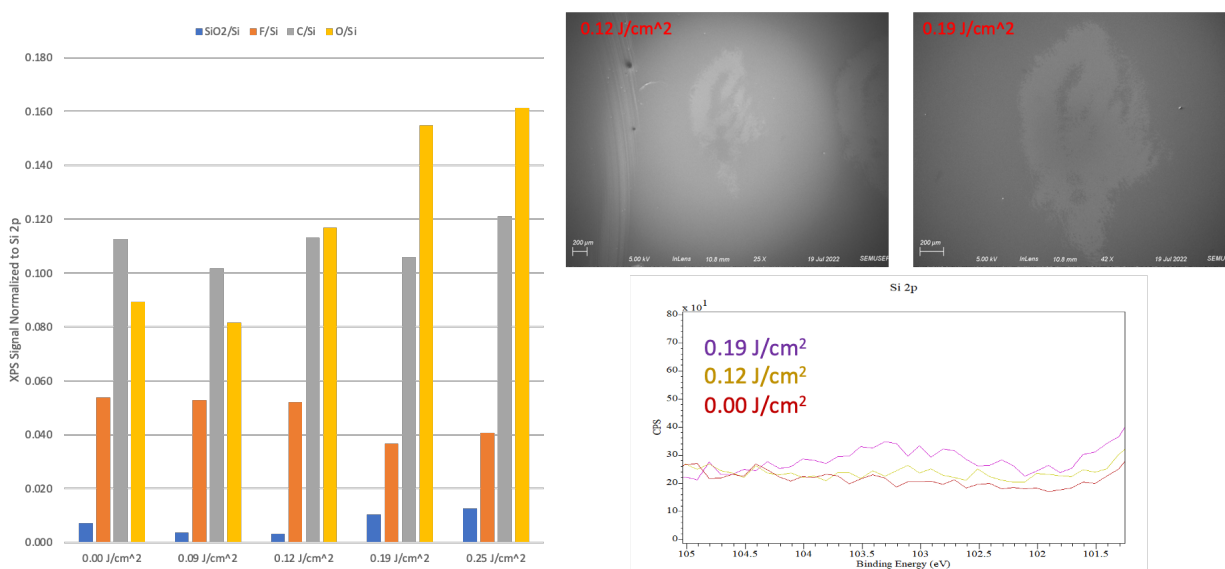 SiO2/Si F/Si C/Si O/Si
XPS Signal Normalized to Si 2p
0.180
0.160
0.140
0.120
0.100
0.080
0.060
0.040
0.020
0.000
0.00 J/cm^2 0.09 J/cm^2 0.12 J/cm^2 0.19 J/cm^2 0.25 J/cm^2
0.12 J/cm^2
200 µm
5.00 kV InLens 10.8 mm 25 X 19 Jul 2022 SEMUSER
0.19 J/cm^2
200 µm
5.00 kV InLens 10.8 mm 42 X 19 Jul 2022 SEMUS
Si 2p
x 10¹
80
70
60
50
40
30
20
10
0
CPS
0.19 J/cm²
0.12 J/cm²
0.00 J/cm²
105 104.5 104 103.5 103 102.5 102 101.5
Binding Energy (eV)